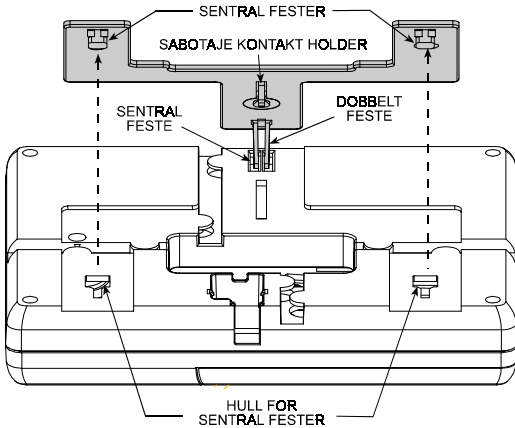 SENTRAL FESTER
SABOTAJE KONTAKT HOLDER
SENTRAL
FESTE
DOBBELT
FESTE
HULL FOR
SENTRAL FESTER